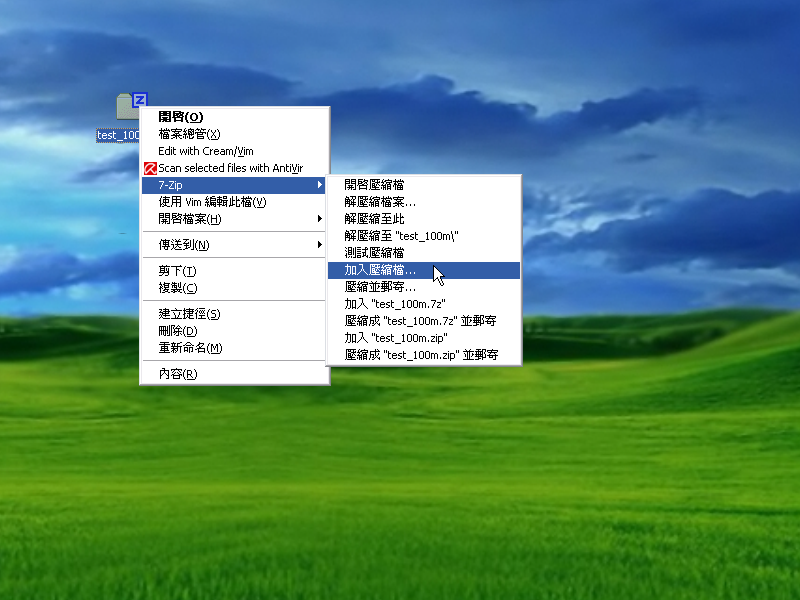 test_100
開啓(O)
檔案總管(X)
Edit with Cream/Vim
Scan selected files with AntiVir
7-Zip
使用 Vim 編輯此檔(V)
開啓檔案(H)
傳送到(N)
剪下(T)
複製(C)
建立捷徑(S)
刪除(D)
重新命名(M)
內容(R)
開啓壓縮檔
解壓縮檔案...
解壓縮至此
解壓縮至 "test_100m\"
測試壓縮檔
加入壓縮檔...
壓縮並郵寄...
加入 "test_100m.7z"
壓縮成 "test_100m.7z" 並郵寄
加入 "test_100m.zip"
壓縮成 "test_100m.zip" 並郵寄